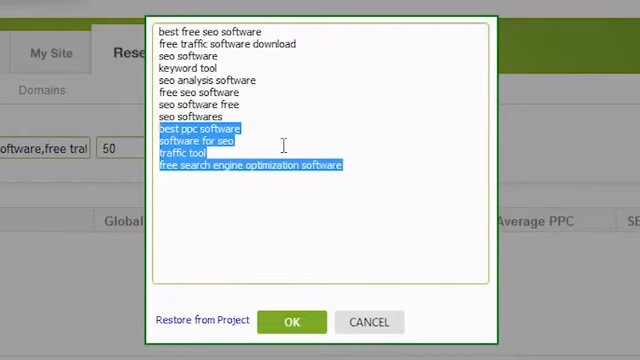 best free seo software
free traffic software download
seo software
keyword tool
seo analysis software
free seo software
seo software free
seo softwares
best ppc software
software for seo
traffic tool
free search engine optimization software
Restore from Project
OK
CANCEL
My Site
Rese
Domains
oftware,free tra
50
Global
Average PPC
SE